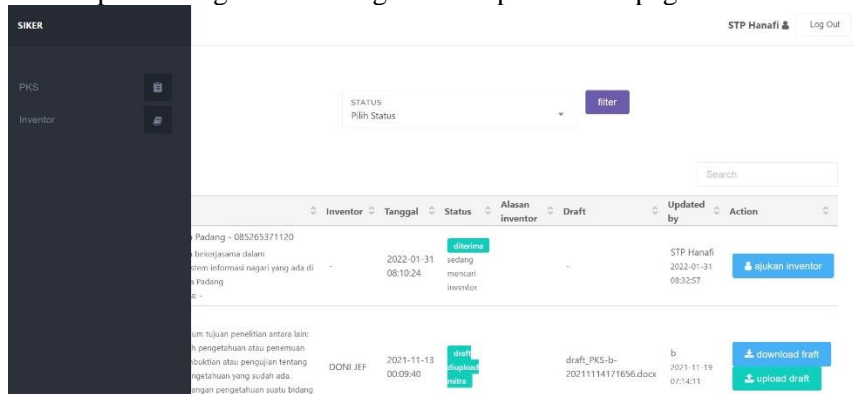 SIKER
STP Hanafi
Log Out
PKS
Inventor
STATUS
Pilih Status
filter
Search
Inventor
Tanggal
Status
Alasan
inventor
Draft
Updated
by
Action
Padang - 085265371120
bekerjasama dalam
stem informasi nagari yang ada di
Padang
-
2022-01-31
08:10:24
diterima
sedang
mencari
inventor
-
STP Hanafi
2022-01-31
08:32:57
ajukan inventor
um tujuan penelitian antara lain:
h pengetahuan atau penemuan
mbuktian atau pengujian tentang
ngetahuan yang sudah ada.
angan pengetahuan suatu bidang
DONI JEF
2021-11-13
00:09:40
draft
diupload
mitra
draft_PKS-b-
20211114171656.docx
b
2021-11-19
07:14:11
download fraft
upload draft